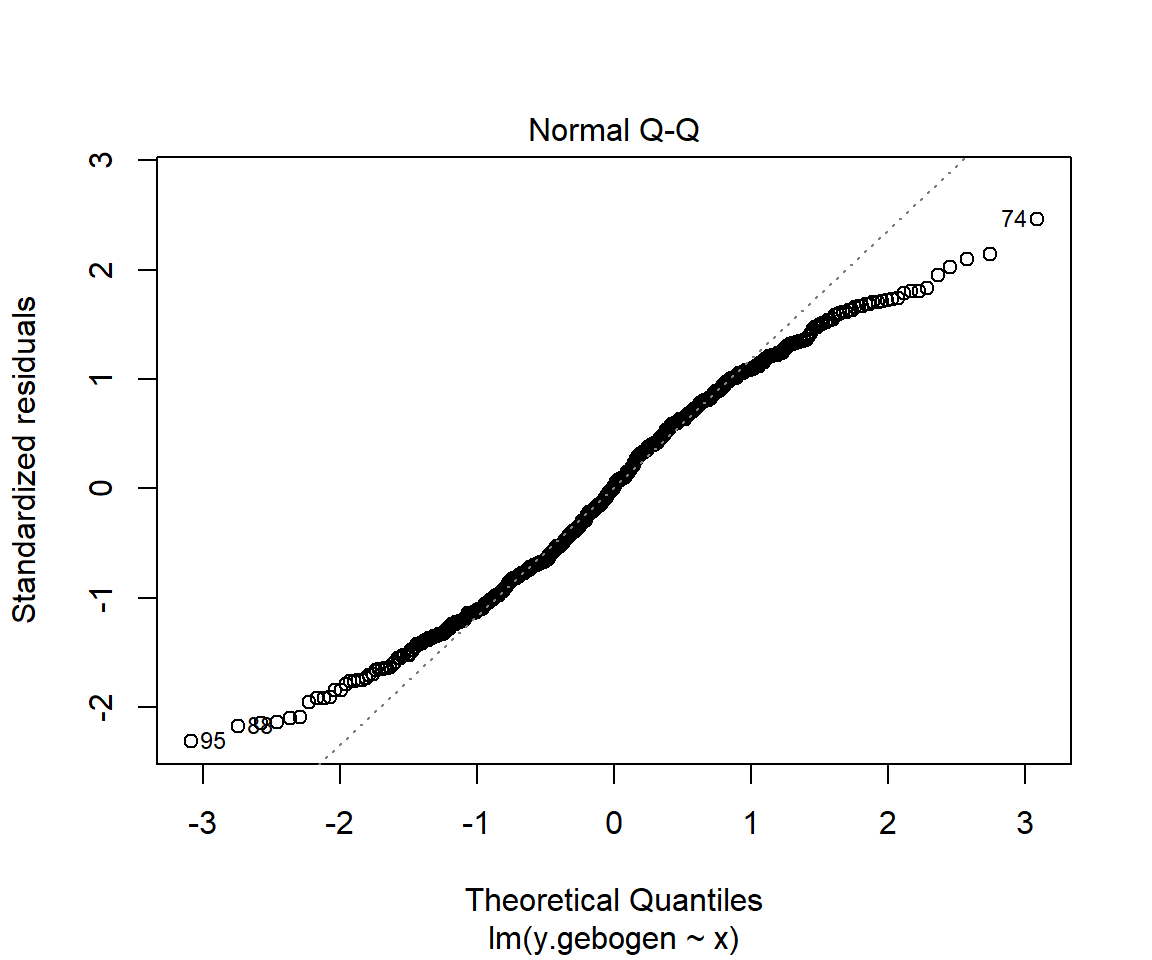 Normal Q-Q
Standardized residuals
3
2
1
0
-1
-2
74
95
-3 -2 -1 0 1 2 3
Theoretical Quantiles
lm(y.gebogen ~ x)